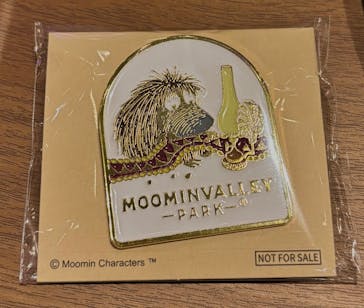 MOOMINVALLEY
PARK
© Moomin Characters ™
NOT FOR SALE